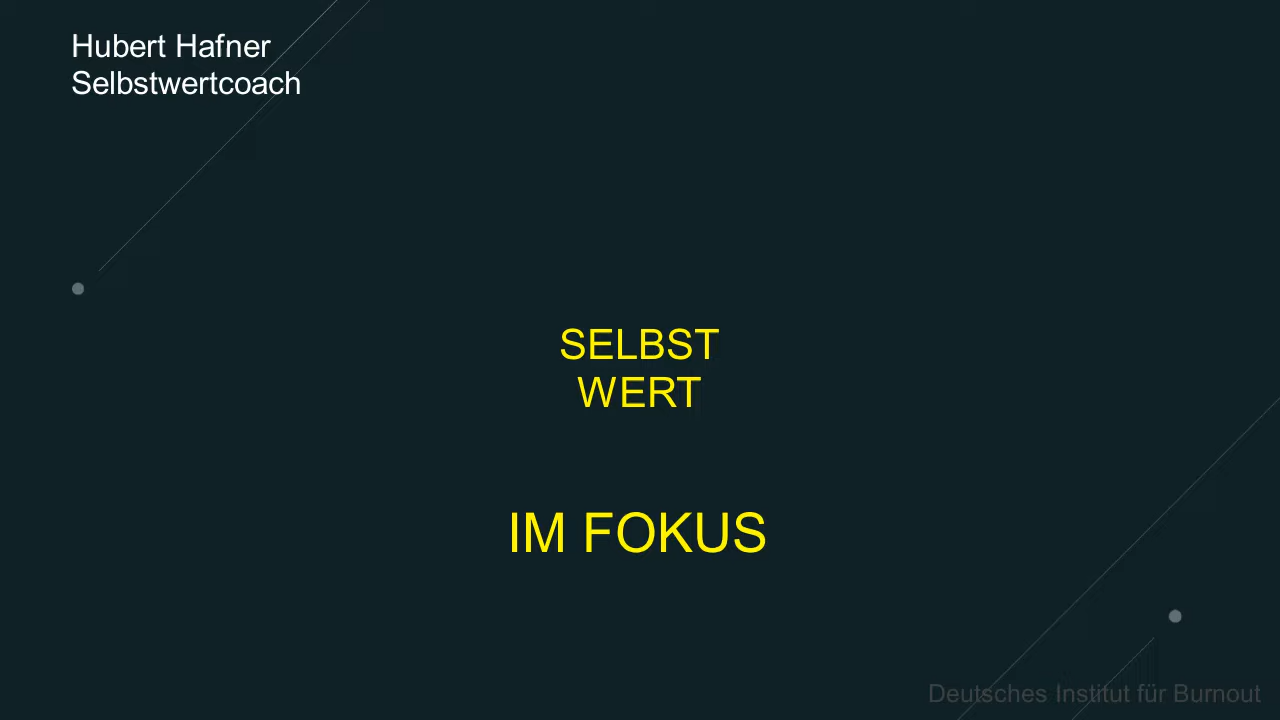 Hubert Hafner
Selbstwertcoach
SELBST
WERT
IM FOKUS
Deutsches Institut für Burnout